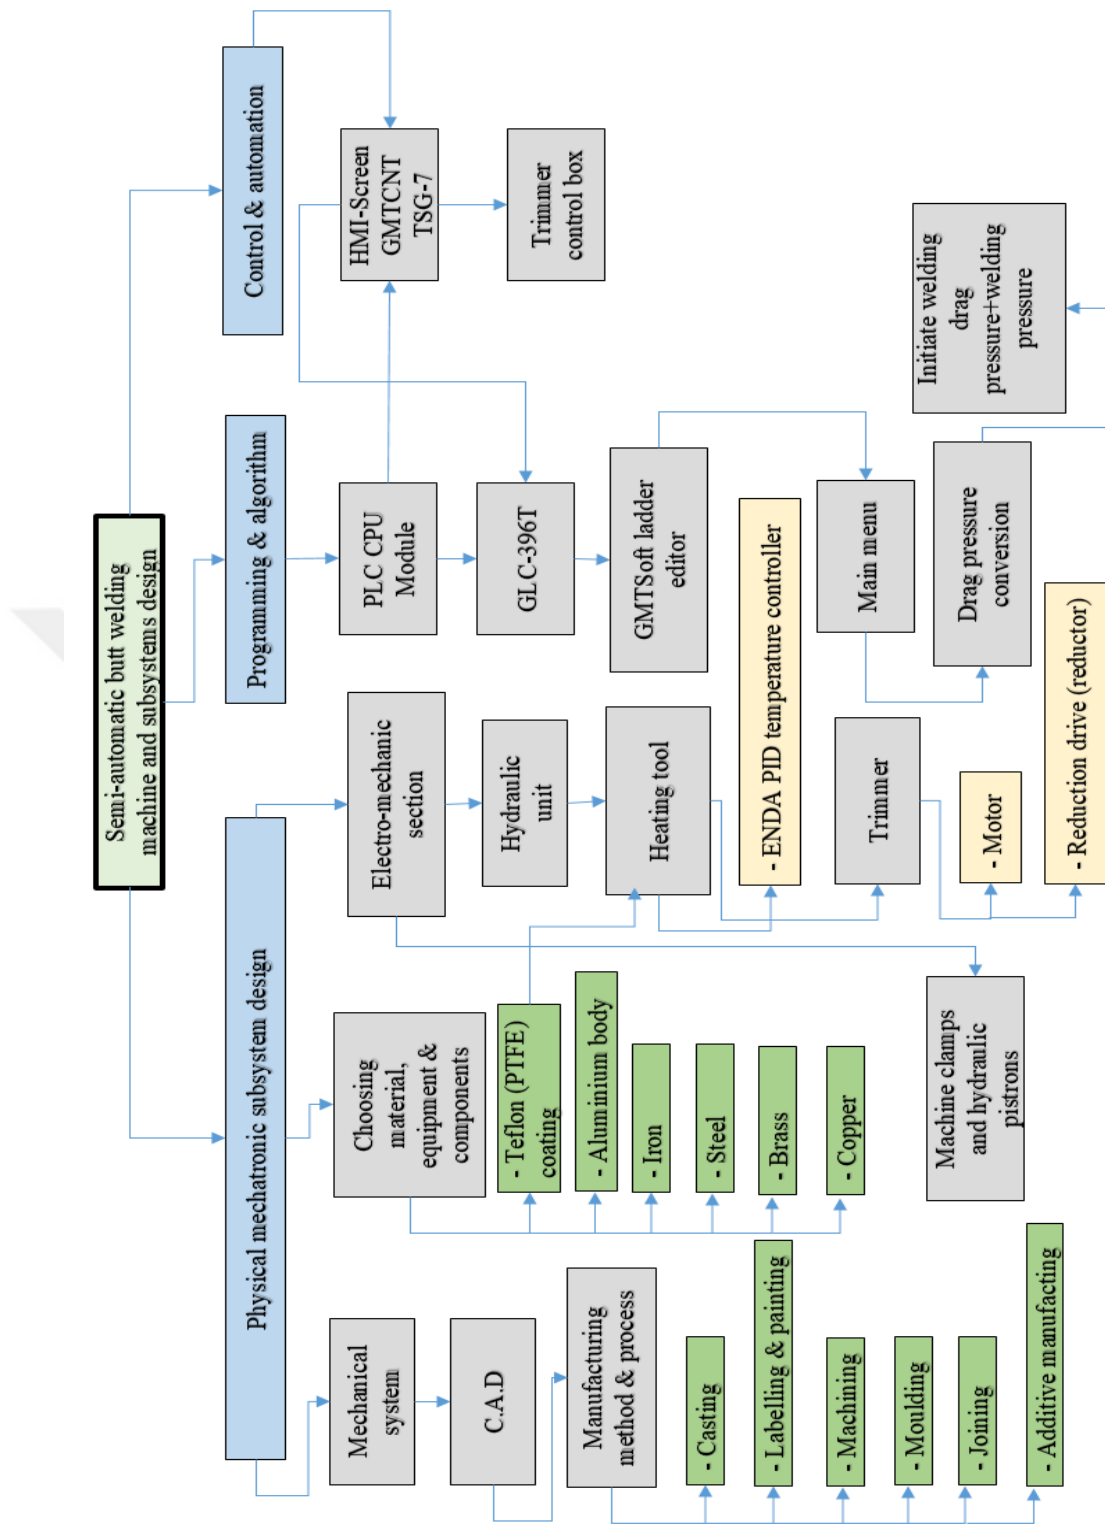 Semi-automatic butt welding
machine and subsystems design
Physical mechatronic subsystem design
Programming & algorithm
Control & automation
Mechanical
system
C.A.D
Manufacturing
method & process
- Casting
- Labelling & painting
- Machining
- Moulding
- Joining
- Additive manufacting
Choosing
material,
equipment &
components
- Teflon (PTFE)
coating
- Aluminium body
- Iron
- Steel
- Brass
- Copper
Electro-mechanic
section
Hydraulic
unit
Heating tool
- ENDA PID temperature controller
Trimmer
- Motor
- Reduction drive (reductor)
Machine clamps
and hydraulic
pistrons
PLC CPU
Module
GLC-396T
GMTSoft ladder
editor
Main menu
Drag pressure
conversion
Initiate welding
drag
pressure+welding
pressure
HMI-Screen
GMTCNT
TSG-7
Trimmer
control box